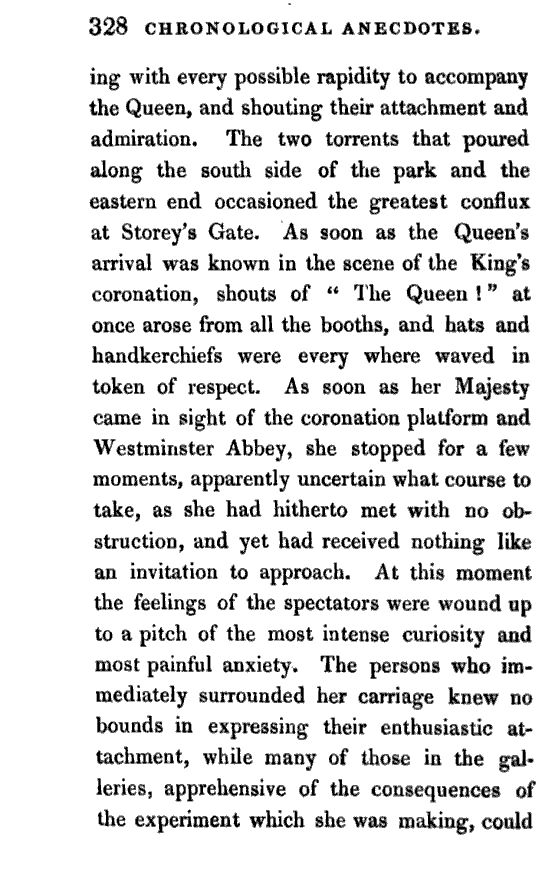 328 CHRONOLOGICAL ANECDOTES.
ing with every possible rapidity to accompany
the Queen, and shouting their attachment and
admiration. The two torrents that poured
along the south side of the park and the
eastern end occasioned the greatest conflux
at Storey's Gate. As soon as the Queen's
arrival was known in the scene of the King's
coronation, shouts of “ The Queen ! ” at
once arose from all the booths, and hats and
handkerchiefs were every where waved in
token of respect. As soon as her Majesty
came in sight of the coronation platform and
Westminster Abbey, she stopped for a few
moments, apparently uncertain what course to
take, as she had hitherto met with no ob-
struction, and yet had received nothing like
an invitation to approach. At this moment
the feelings of the spectators were wound up
to a pitch of the most intense curiosity and
most painful anxiety. The persons who im-
mediately surrounded her carriage knew no
bounds in expressing their enthusiastic at-
tachment, while many of those in the gal-
leries, apprehensive of the consequences of
the experiment which she was making, could